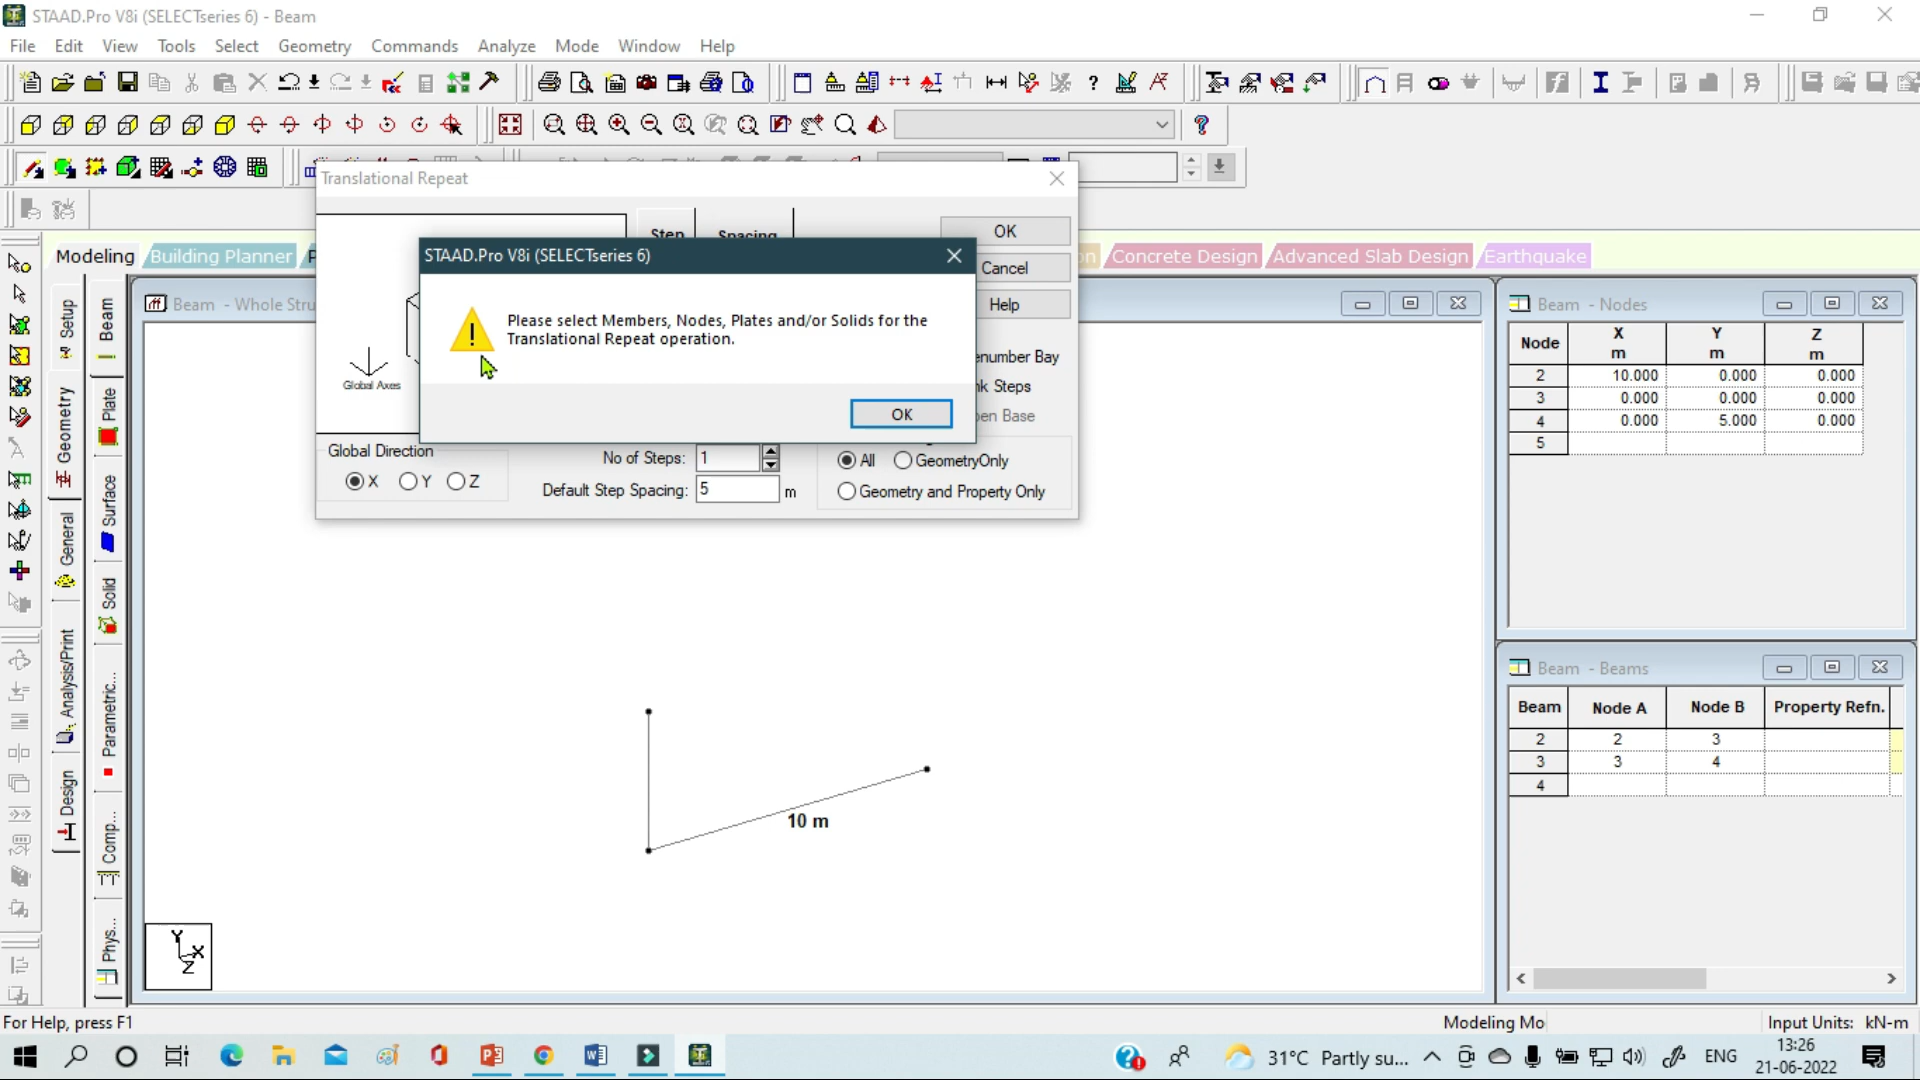 STAAD.Pro V8i (SELECTseries 6) - Beam
File Edit View Tools Select Geometry Commands Analyze Mode Window Help
Translational Repeat
Step Spacing
OK
Cancel
Help
STAAD.Pro V8i (SELECTseries 6)
Please select Members, Nodes, Plates and/or Solids for the
Translational Repeat operation.
OK
Global Axes
enumber Bay
nk Steps
en Base
Global Direction
X Y Z
No of Steps: 1
Default Step Spacing: 5 m
All GeometryOnly
Geometry and Property Only
Modeling Building Planner Concrete Design Advanced Slab Design Earthquake
Setup
Geometry
General
Analysis/Print
Design
Beam
Plate
Surface
Solid
Parametric...
Comp...
Phys...
Beam - Whole Stru
10 m
Y
X
Z
Beam - Nodes
Node X m Y m Z m
2 10.000 0.000 0.000
3 0.000 0.000 0.000
4 0.000 5.000 0.000
5
Beam - Beams
Beam Node A Node B Property Refn.
2 2 3
3 3 4
4
For Help, press F1
Modeling Mo
Input Units: kN-m
31°C Partly su...
ENG
13:26
21-06-2022